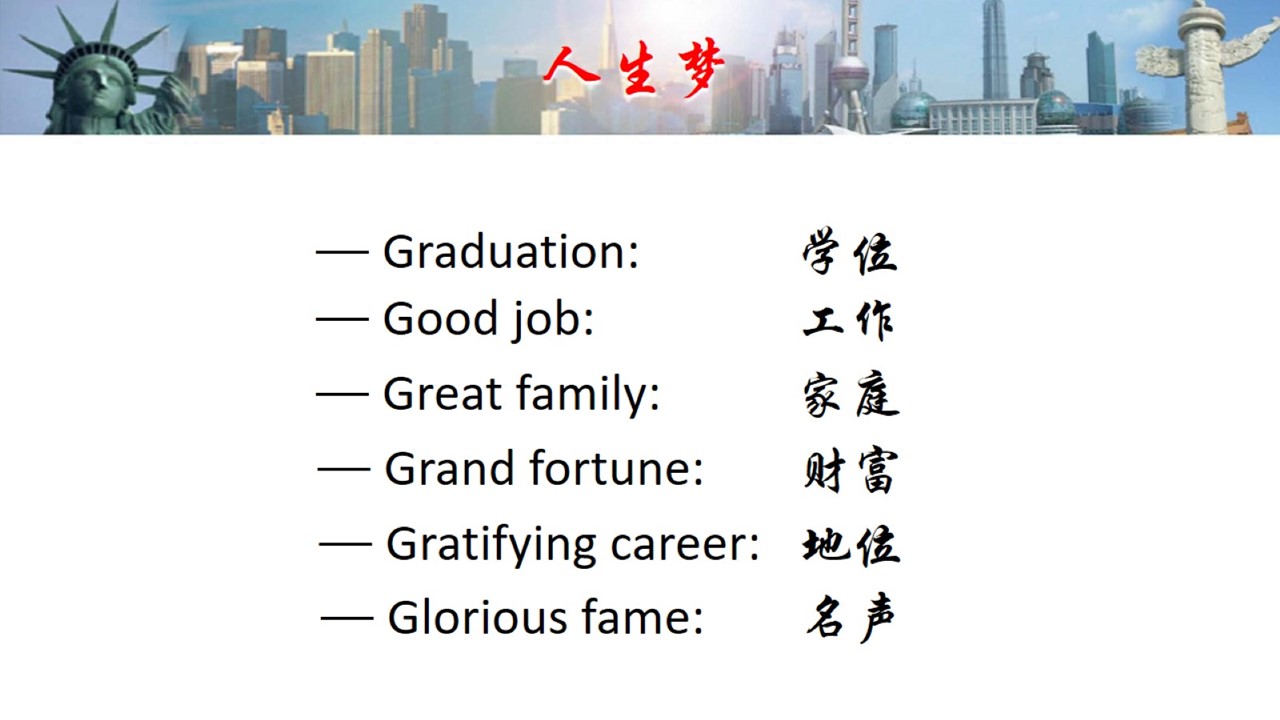 人生梦
— Graduation: 学位
— Good job: 工作
— Great family: 家庭
— Grand fortune: 财富
— Gratifying career: 地位
— Glorious fame: 名声